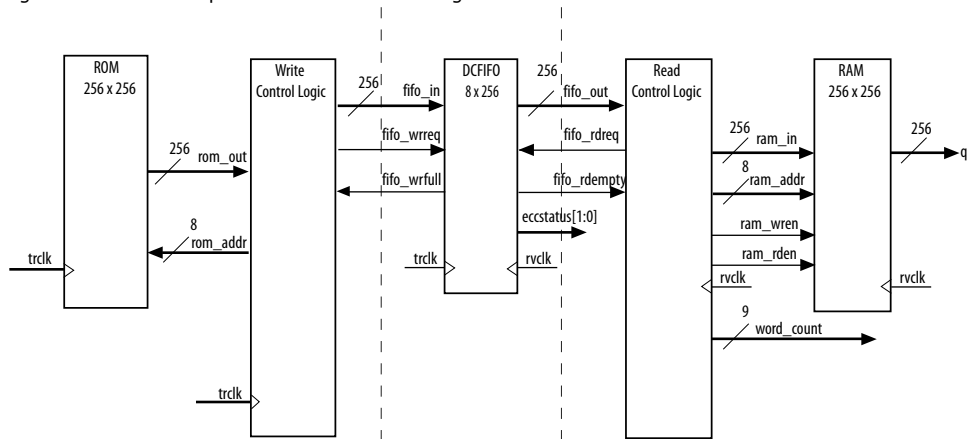 ROM
256 x 256
Write
Control Logic
DCFIFO
8 x 256
Read
Control Logic
RAM
256 x 256
256
fifo_in
256
fifo_out
fifo_wrreq
fifo_rdreq
256
rom_out
256
ram_in
256
q
fifo_wrfull
fifo_rdempty
8
ram_addr
eccstatus[1:0]
8
rom_addr
ram_wren
trclk
trclk
rvclk
ram_rden
rvclk
rvclk
9
word_count
trclk